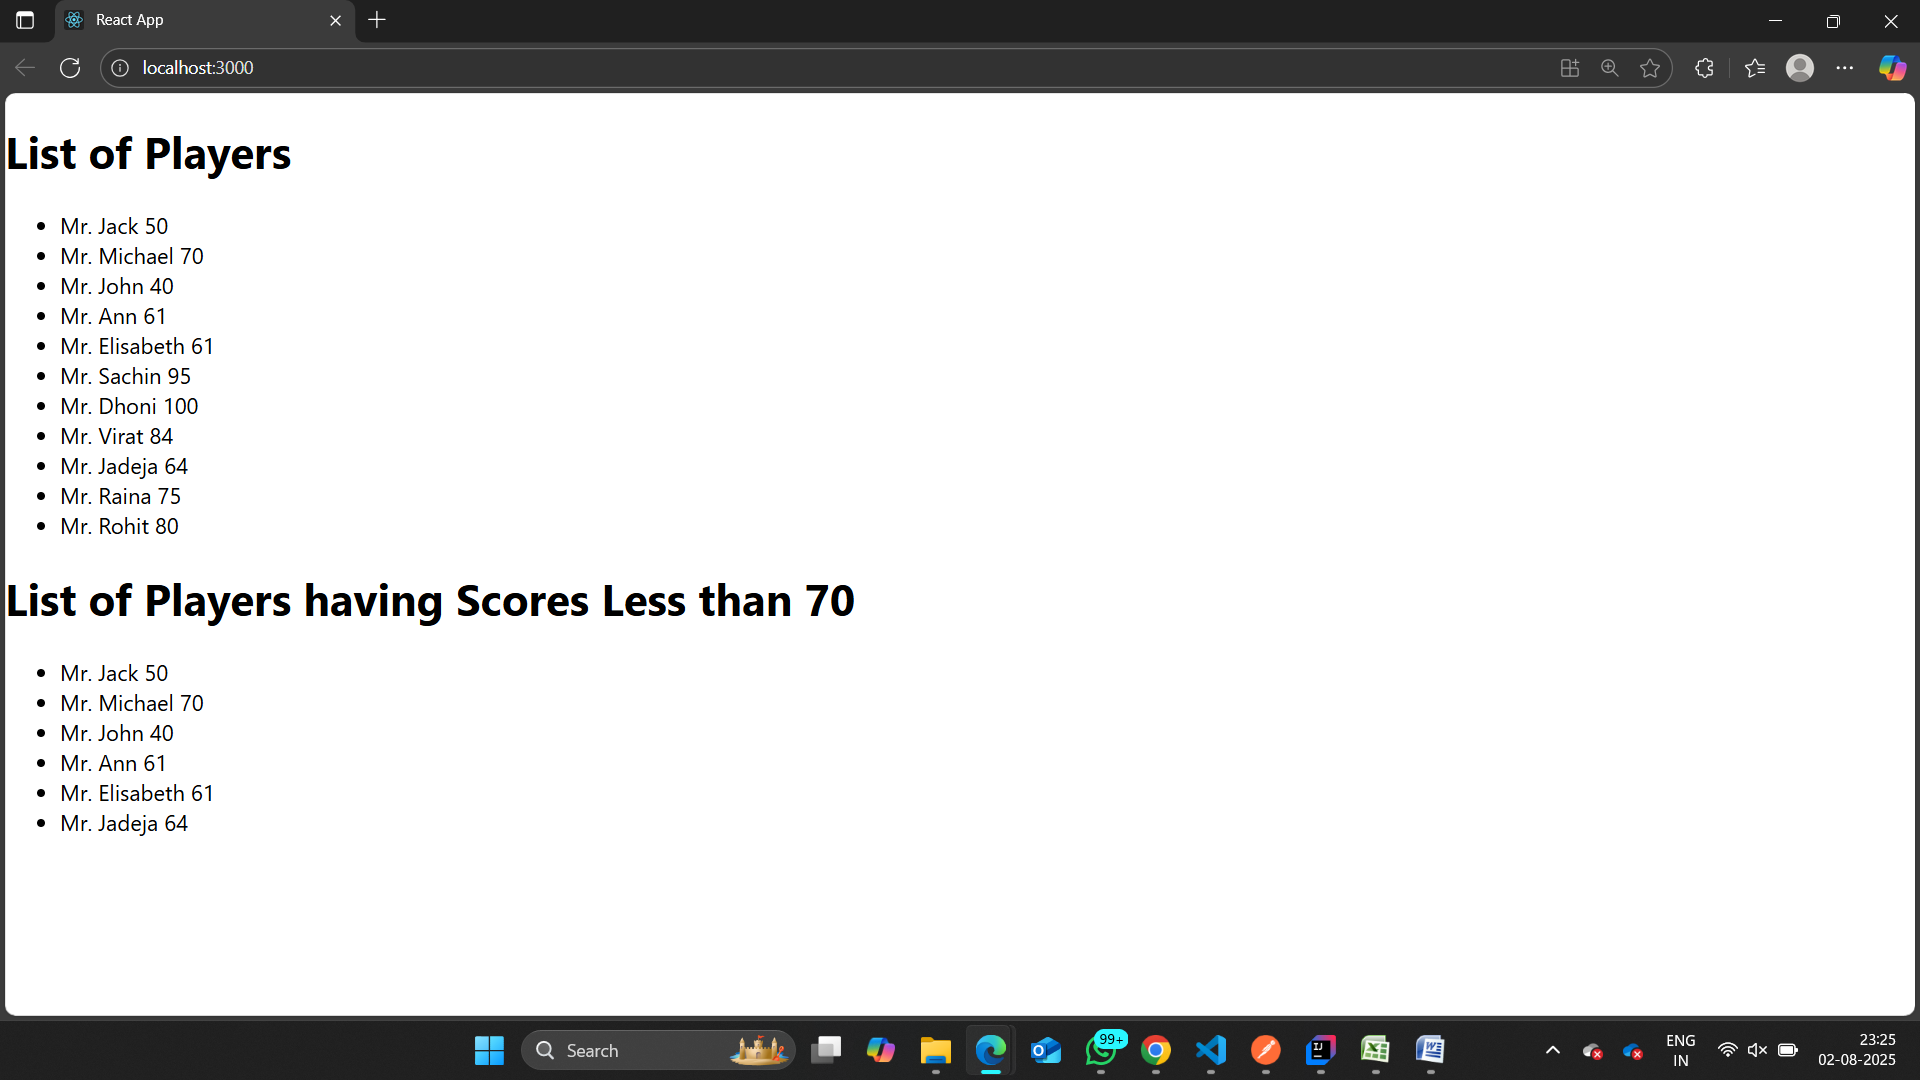 React App
localhost:3000
List of Players
Mr. Jack 50
Mr. Michael 70
Mr. John 40
Mr. Ann 61
Mr. Elisabeth 61
Mr. Sachin 95
Mr. Dhoni 100
Mr. Virat 84
Mr. Jadeja 64
Mr. Raina 75
Mr. Rohit 80
List of Players having Scores Less than 70
Mr. Jack 50
Mr. Michael 70
Mr. John 40
Mr. Ann 61
Mr. Elisabeth 61
Mr. Jadeja 64
Search
99+
ENG
IN
23:25
02-08-2025